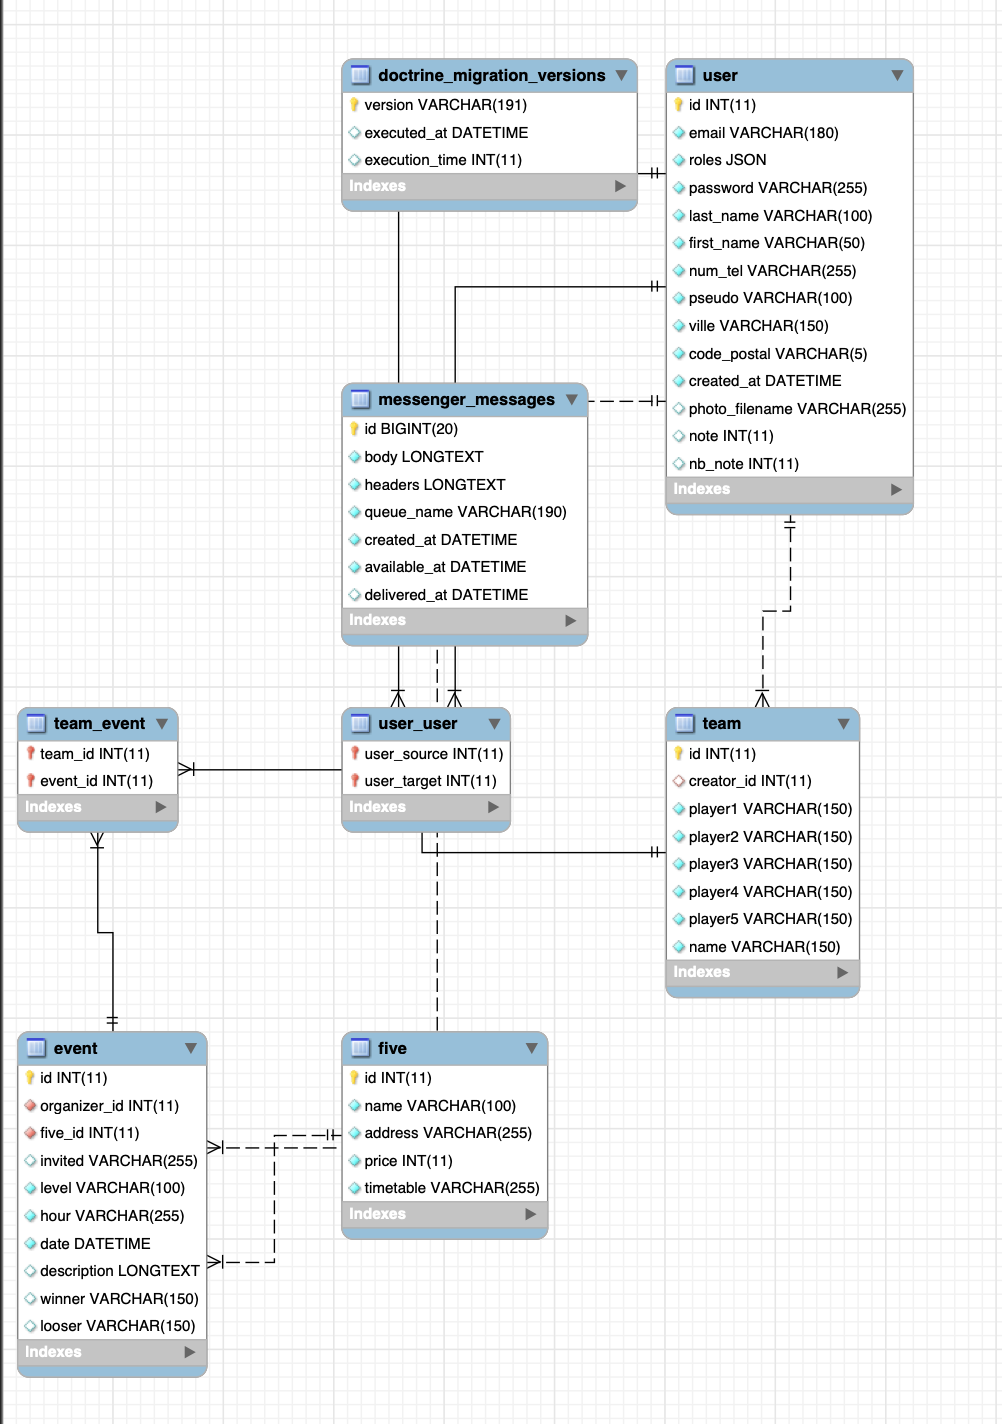 doctrine_migration_versions
version VARCHAR(191)
executed_at DATETIME
execution_time INT(11)
Indexes
user
id INT(11)
email VARCHAR(180)
roles JSON
password VARCHAR(255)
last_name VARCHAR(100)
first_name VARCHAR(50)
num_tel VARCHAR(255)
pseudo VARCHAR(100)
ville VARCHAR(150)
code_postal VARCHAR(5)
created_at DATETIME
photo_filename VARCHAR(255)
note INT(11)
nb_note INT(11)
Indexes
messenger_messages
id BIGINT(20)
body LONGTEXT
headers LONGTEXT
queue_name VARCHAR(190)
created_at DATETIME
available_at DATETIME
delivered_at DATETIME
Indexes
team_event
team_id INT(11)
event_id INT(11)
Indexes
user_user
user_source INT(11)
user_target INT(11)
Indexes
team
id INT(11)
creator_id INT(11)
player1 VARCHAR(150)
player2 VARCHAR(150)
player3 VARCHAR(150)
player4 VARCHAR(150)
player5 VARCHAR(150)
name VARCHAR(150)
Indexes
event
id INT(11)
organizer_id INT(11)
five_id INT(11)
invited VARCHAR(255)
level VARCHAR(100)
hour VARCHAR(255)
date DATETIME
description LONGTEXT
winner VARCHAR(150)
looser VARCHAR(150)
Indexes
five
id INT(11)
name VARCHAR(100)
address VARCHAR(255)
price INT(11)
timetable VARCHAR(255)
Indexes